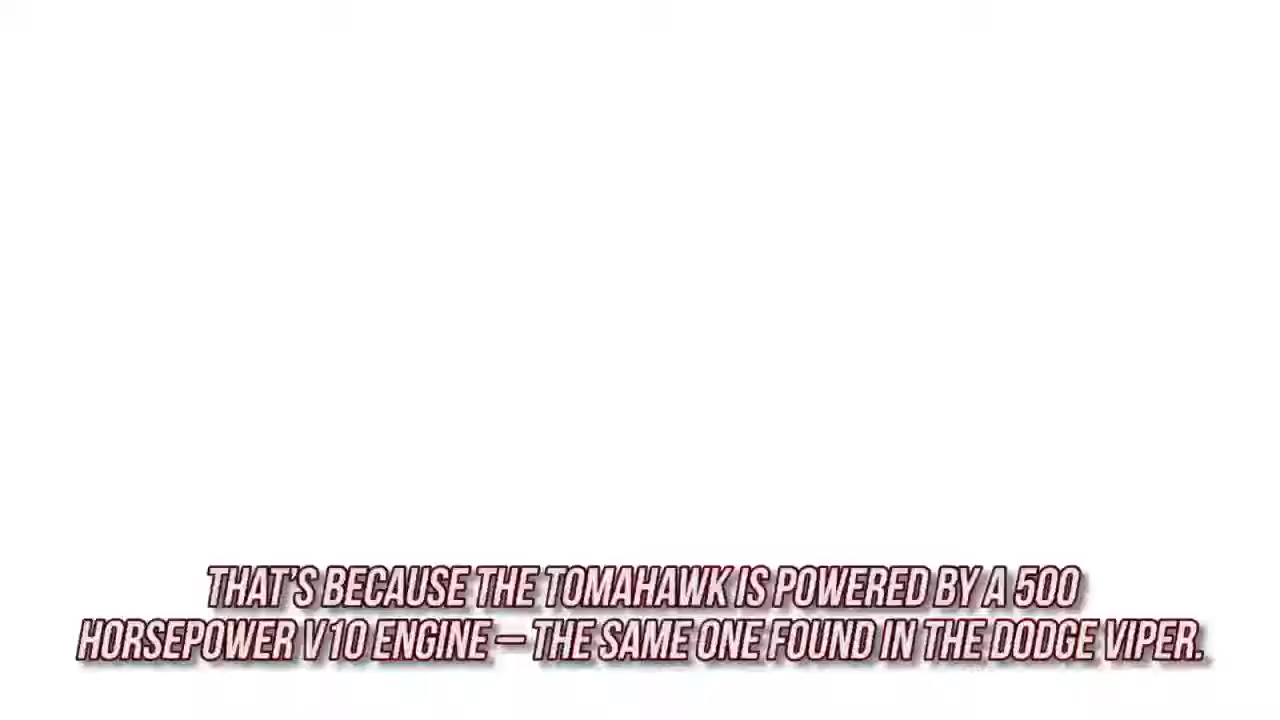 THAT'S BECAUSE THE TOMAHAWK IS POWERED BY A 500
HORSEPOWER V10 ENGINE – THE SAME ONE FOUND IN THE DODGE VIPER.